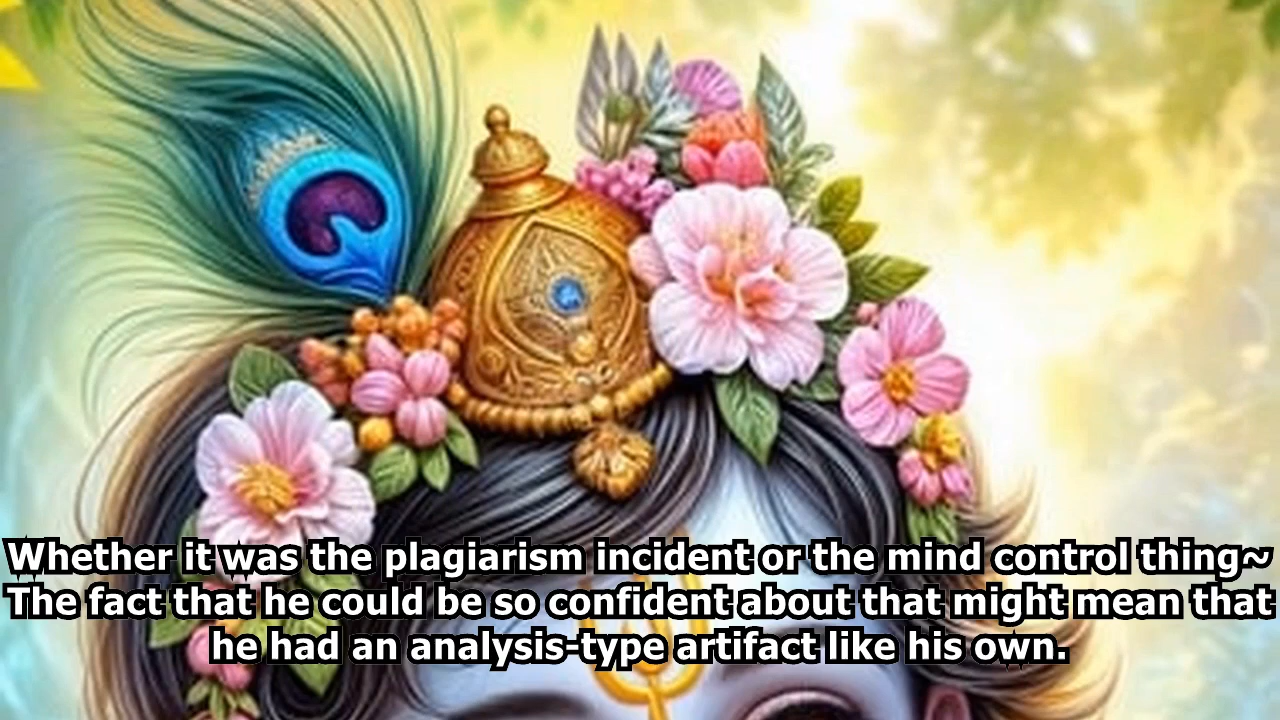 Whether it was the plagiarism incident or the mind control thing~
The fact that he could be so confident about that might mean that
he had an analysis-type artifact like his own.